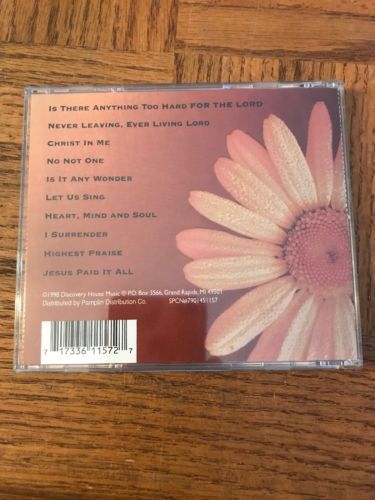 IS THERE ANYTHING TOO HARD FOR THE LORD
NEVER LEAVING, EVER LIVING LORD
CHRIST IN ME
NO NOT ONE
IS IT ANY WONDER
LET US SING
HEART, MIND AND SOUL
I SURRENDER
HIGHEST PRAISE
JESUS PAID IT ALL
©1998 Discovery House Music ℗ P.O. Box 3566, Grand Rapids, MI 49501
Distributed by Pamplin Distribution Co. SPCN#7901451157
7 17336 11572 7